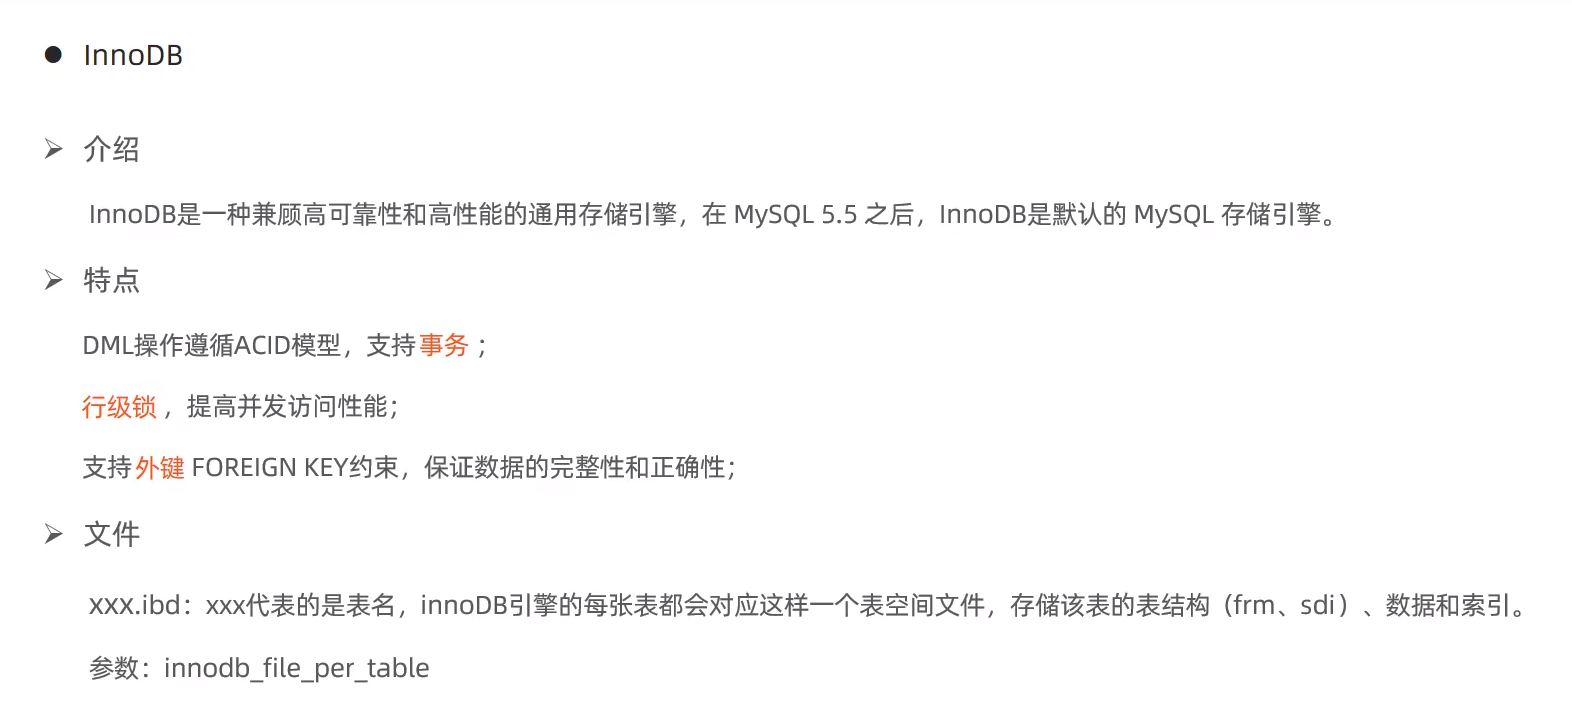 ● InnoDB
➢ 介绍
InnoDB是一种兼顾高可靠性和高性能的通用存储引擎，在 MySQL 5.5 之后，InnoDB是默认的 MySQL 存储引擎。
➢ 特点
DML操作遵循ACID模型，支持事务；
行级锁，提高并发访问性能；
支持外键 FOREIGN KEY约束，保证数据的完整性和正确性；
➢ 文件
xxx.ibd：xxx代表的是表名，innoDB引擎的每张表都会对应这样一个表空间文件，存储该表的表结构（frm、sdi）、数据和索引。
参数：innodb_file_per_table